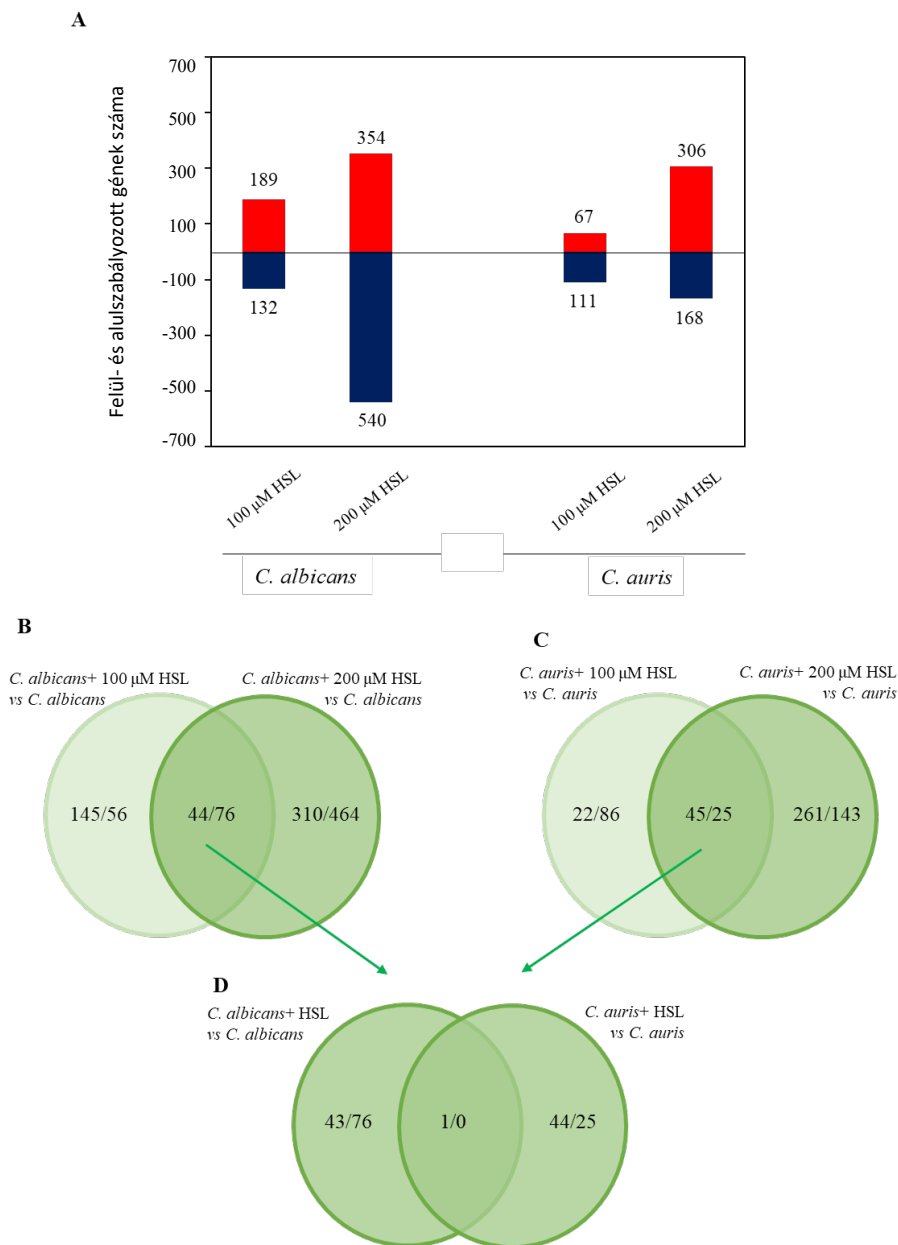 A
Felül- és alulszabályozott gének száma
700
500
300
100
-100
-300
-500
-700
189
354
67
306
132
540
111
168
100 µM HSL
200 µM HSL
100 µM HSL
200 µM HSL
C. albicans
C. auris
B
C. albicans+ 100 µM HSL
vs C. albicans
C. albicans+ 200 µM HSL
vs C. albicans
145/56
44/76
310/464
C
C. auris+ 100 µM HSL
vs C. auris
C. auris+ 200 µM HSL
vs C. auris
22/86
45/25
261/143
D
C. albicans+ HSL
vs C. albicans
C. auris+ HSL
vs C. auris
43/76
1/0
44/25